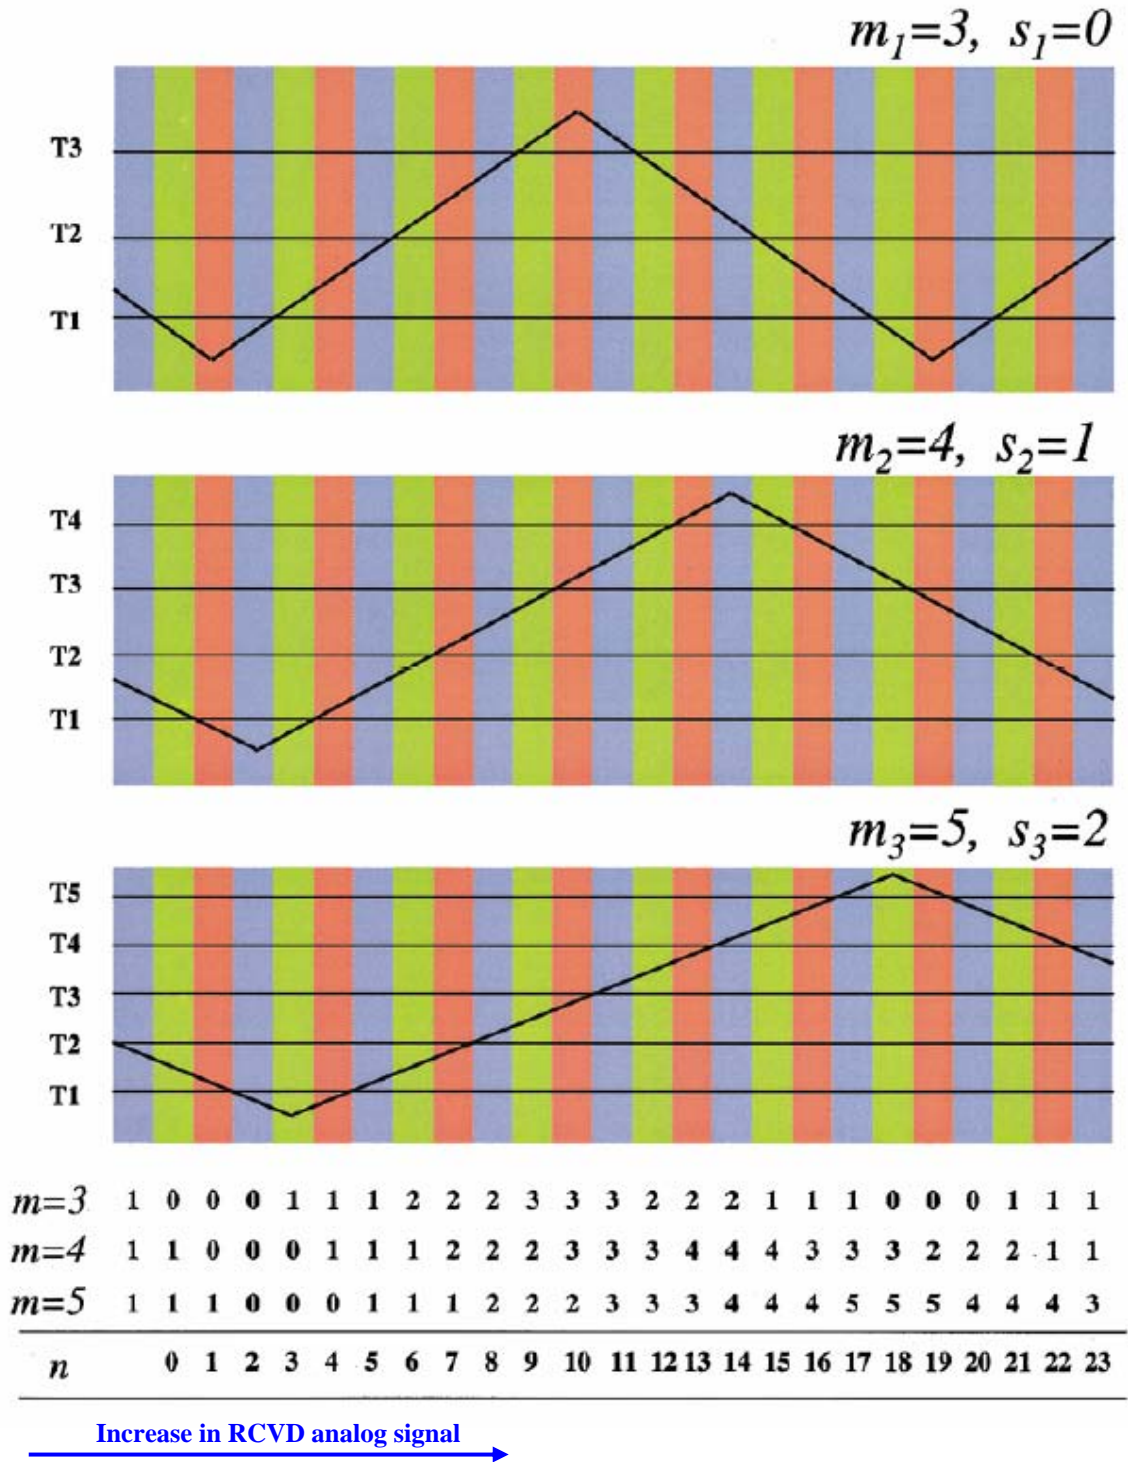 m1=3, s1=0
T3
T2
T1
m2=4, s2=1
T4
T3
T2
T1
m3=5, s3=2
T5
T4
T3
T2
T1
m=3 1 0 0 0 1 1 1 2 2 2 3 3 3 2 2 2 1 1 1 0 0 0 1 1 1
m=4 1 1 0 0 0 1 1 1 2 2 2 3 3 3 4 4 4 3 3 3 2 2 2 1 1
m=5 1 1 1 0 0 0 1 1 1 2 2 2 3 3 3 4 4 4 5 5 5 4 4 4 3
n 0 1 2 3 4 5 6 7 8 9 10 11 12 13 14 15 16 17 18 19 20 21 22 23
Increase in RCVD analog signal